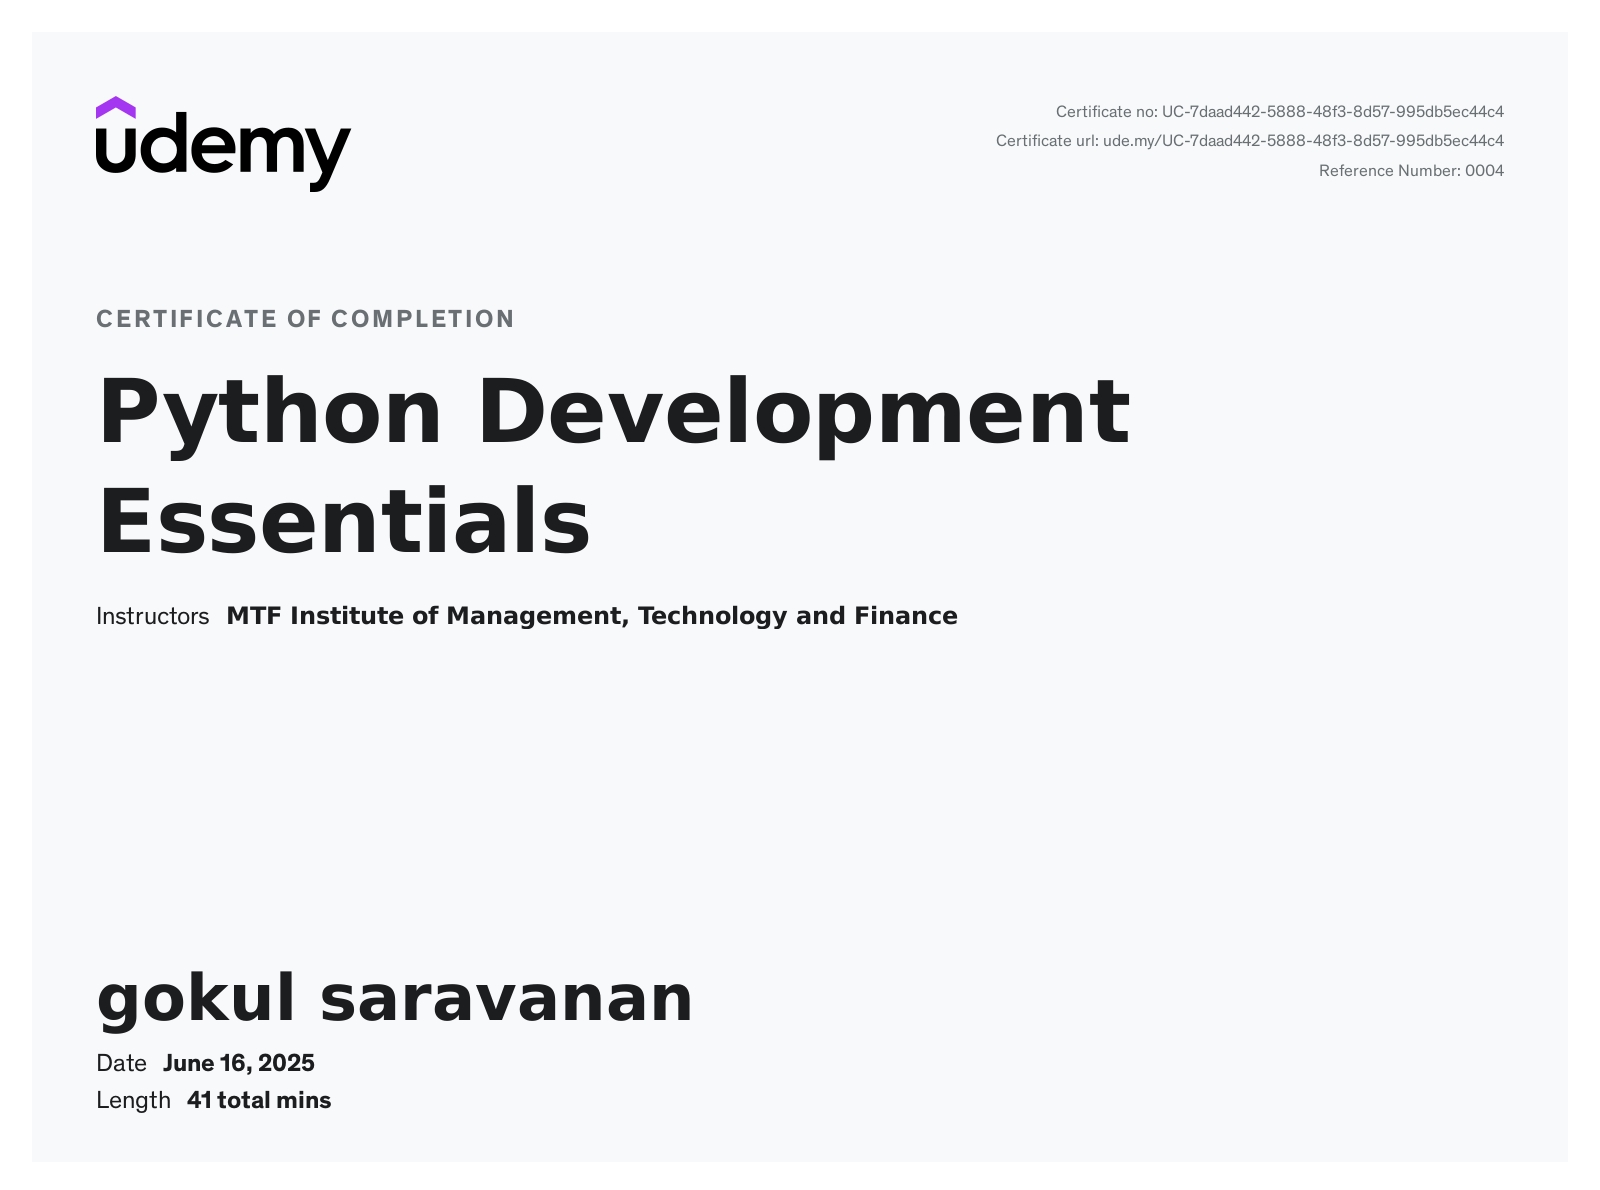 udemy
Certificate no: UC-7daad442-5888-48f3-8d57-995db5ec44c4
Certificate url: ude.my/UC-7daad442-5888-48f3-8d57-995db5ec44c4
Reference Number: 0004
CERTIFICATE OF COMPLETION
Python Development
Essentials
Instructors MTF Institute of Management, Technology and Finance
gokul saravanan
Date June 16, 2025
Length 41 total mins